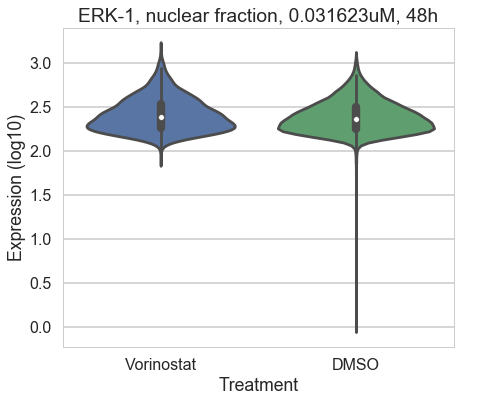 ERK-1, nuclear fraction, 0.031623uM, 48h
Expression (log10)
3.0
2.5
2.0
1.5
1.0
0.5
0.0
Vorinostat
DMSO
Treatment